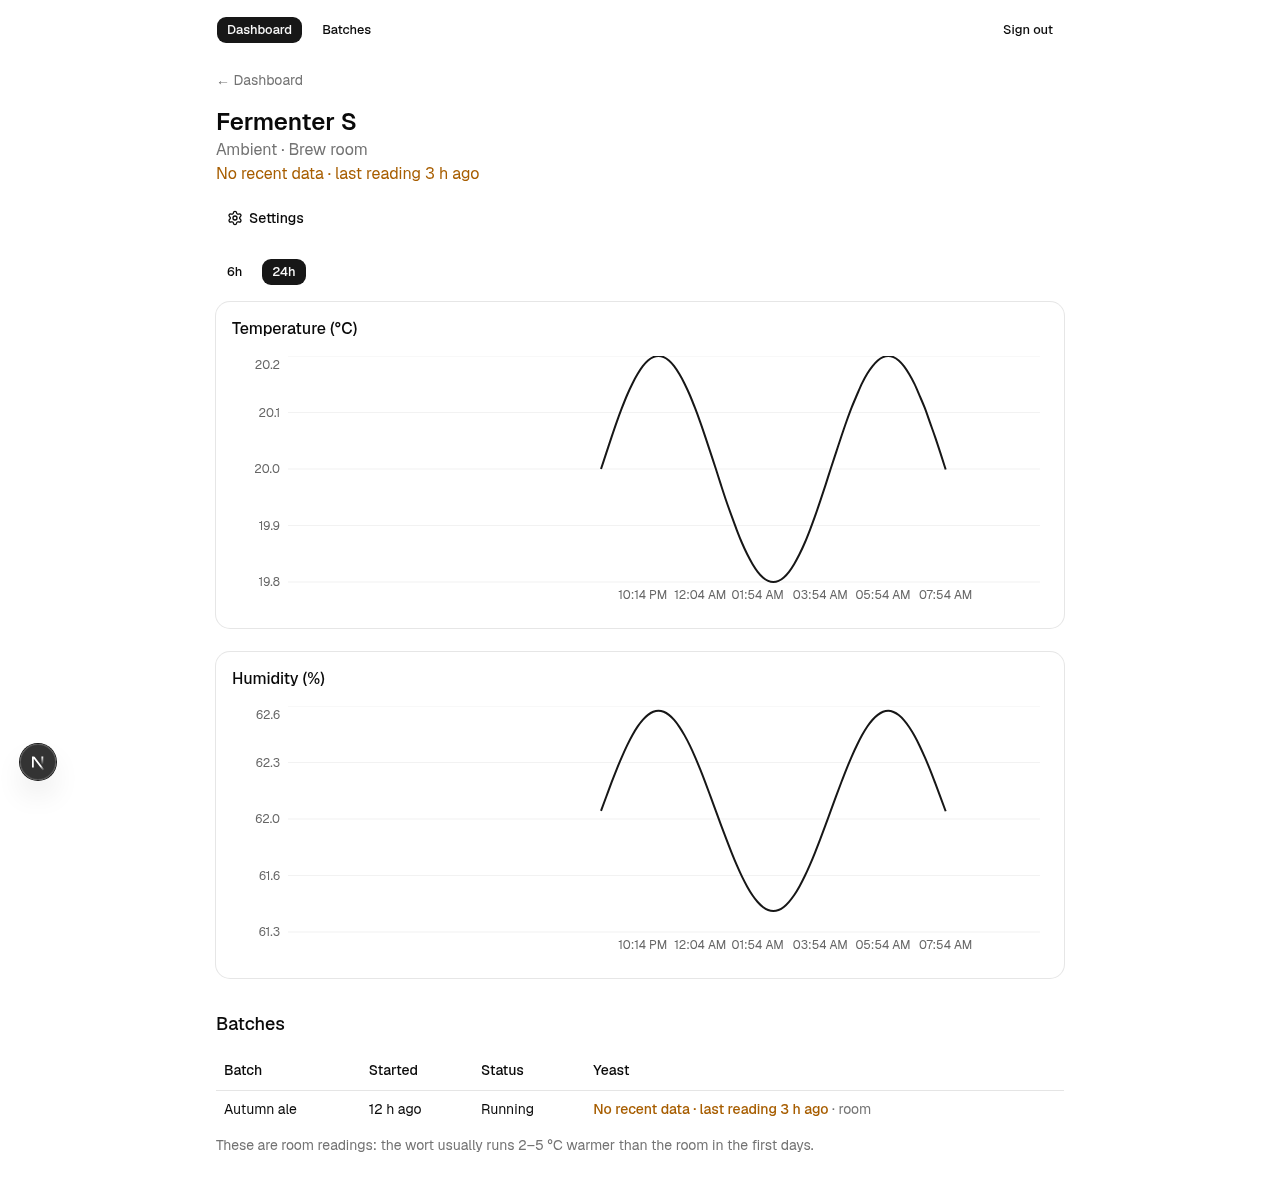 Dashboard Batches Sign out
← Dashboard
Fermenter S
Ambient · Brew room
No recent data · last reading 3 h ago
Settings
6h 24h
Temperature (°C)
20.2
20.1
20.0
19.9
19.8
10:14 PM 12:04 AM 01:54 AM 03:54 AM 05:54 AM 07:54 AM
Humidity (%)
62.6
62.3
62.0
61.6
61.3
10:14 PM 12:04 AM 01:54 AM 03:54 AM 05:54 AM 07:54 AM
N
Batches
Batch Started Status Yeast
Autumn ale 12 h ago Running No recent data · last reading 3 h ago · room
These are room readings: the wort usually runs 2–5 °C warmer than the room in the first days.